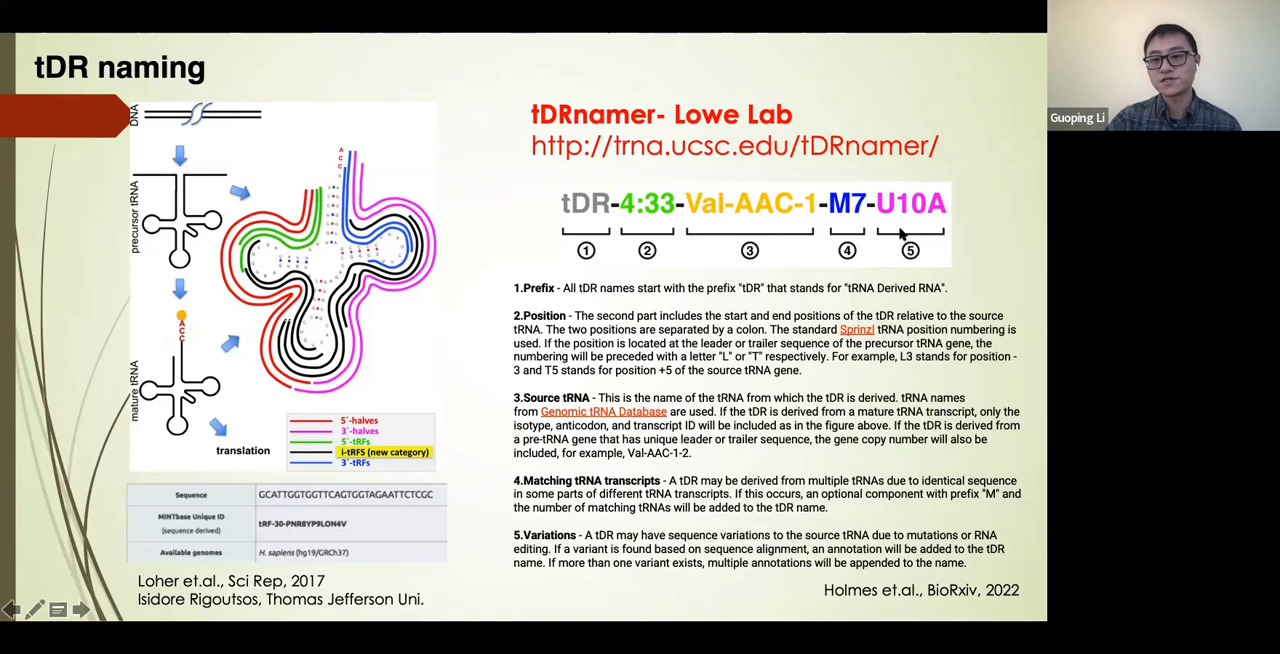 tDR naming
DNA
precursor tRNA
mature tRNA
A
C
C
A
C
C
translation
5´-halves
3´-halves
5´-tRFs
i-tRFS (new category)
3´-tRFs
Sequence GCATTGGTGGTTCAGTGGTAGAATTCTCGC
MINTbase Unique ID
(sequence derived)
tRF-30-PNR8YP9LON4V
Available genomes H. sapiens (hg19/GRCh37)
Loher et.al., Sci Rep, 2017
Isidore Rigoutsos, Thomas Jefferson Uni.
tDRnamer- Lowe Lab
http://trna.ucsc.edu/tDRnamer/
tDR-4:33-Val-AAC-1-M7-U10A
1 2 3 4 5
1.Prefix - All tDR names start with the prefix "tDR" that stands for "tRNA Derived RNA".
2.Position - The second part includes the start and end positions of the tDR relative to the source
tRNA. The two positions are separated by a colon. The standard Sprinzl tRNA position numbering is
used. If the position is located at the leader or trailer sequence of the precursor tRNA gene, the
numbering will be preceded with a letter "L" or "T" respectively. For example, L3 stands for position -
3 and T5 stands for position +5 of the source tRNA gene.
3.Source tRNA - This is the name of the tRNA from which the tDR is derived. tRNA names
from Genomic tRNA Database are used. If the tDR is derived from a mature tRNA transcript, only the
isotype, anticodon, and transcript ID will be included as in the figure above. If the tDR is derived
from a pre-tRNA gene that has unique leader or trailer sequence, the gene copy number will also be
included, for example, Val-AAC-1-2.
4.Matching tRNA transcripts - A tDR may be derived from multiple tRNAs due to identical sequence
in some parts of different tRNA transcripts. If this occurs, an optional component with prefix "M" and
the number of matching tRNAs will be added to the tDR name.
5.Variations - A tDR may have sequence variations to the source tRNA due to mutations or RNA
editing. If a variant is found based on sequence alignment, an annotation will be added to the tDR
name. If more than one variant exists, multiple annotations will be appended to the name.
Holmes et.al., BioRxiv, 2022
Guoping Li